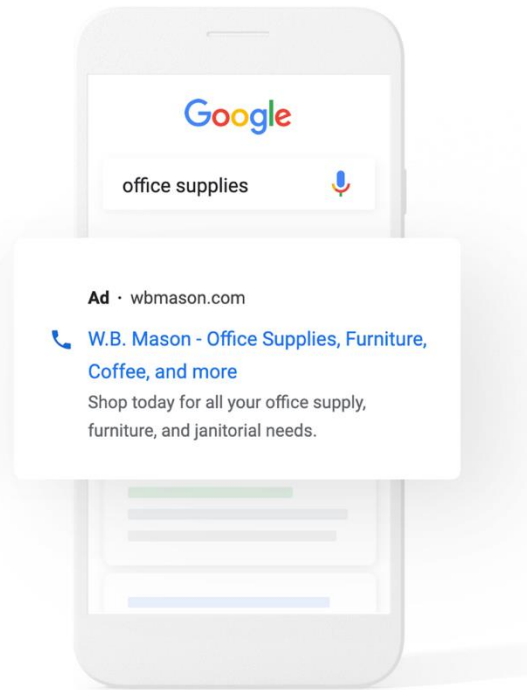 Google
office supplies
Ad · wbmason.com
W.B. Mason - Office Supplies, Furniture,
Coffee, and more
Shop today for all your office supply,
furniture, and janitorial needs.